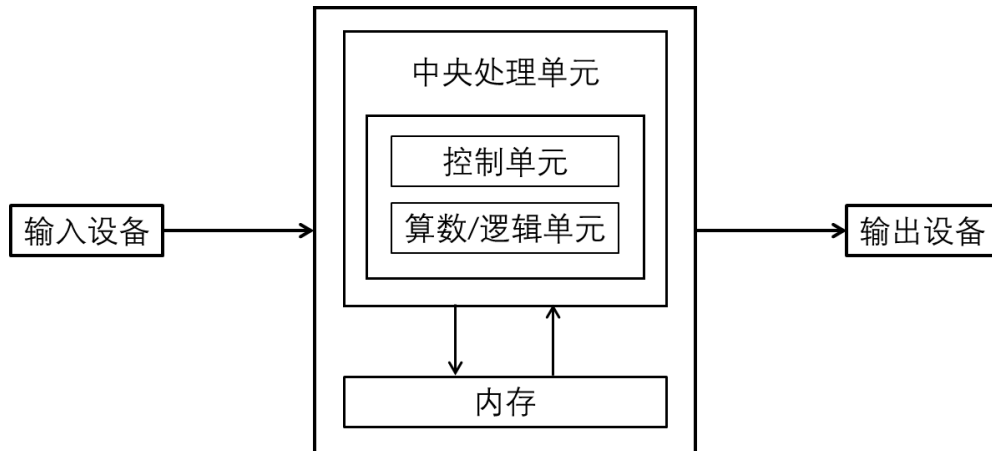 中央处理单元
控制单元
算数/逻辑单元
输入设备
输出设备
内存